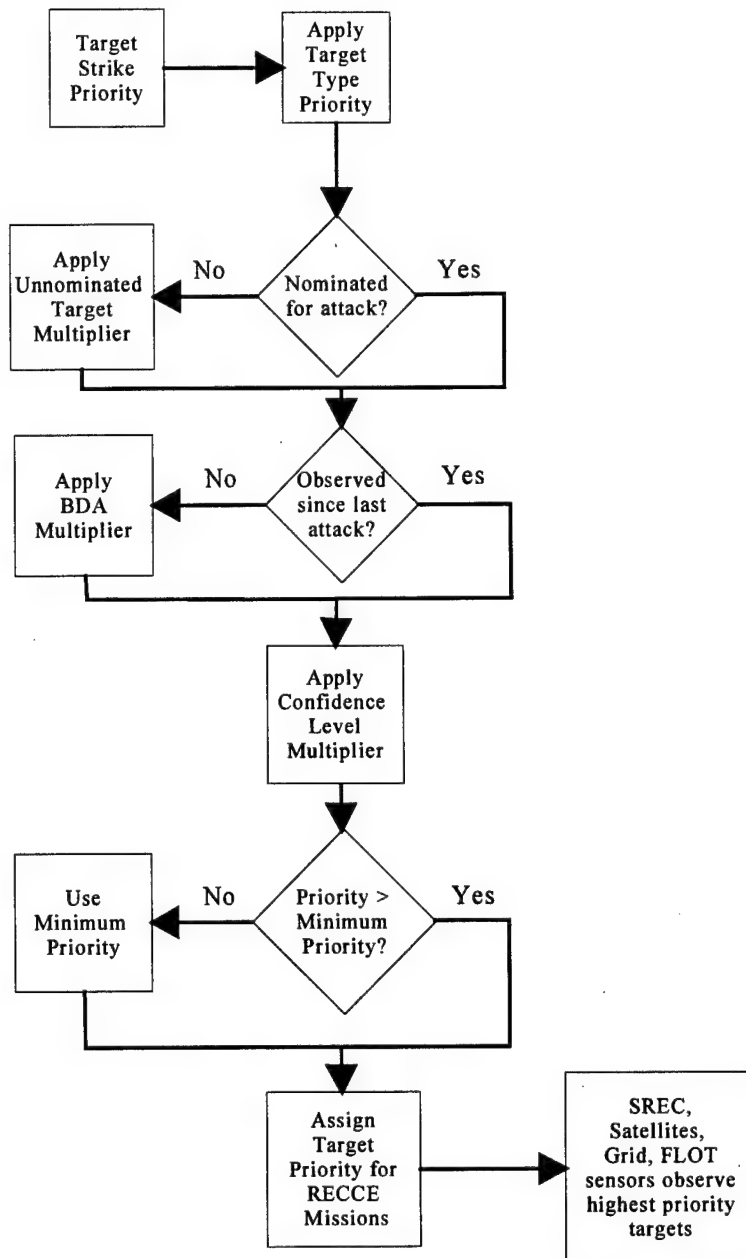 Target
Strike
Priority
Apply
Target
Type
Priority
Apply
Unnominated
Target
Multiplier
No
Nominated
for attack?
Yes
Apply
BDA
Multiplier
No
Observed
since last
attack?
Yes
Apply
Confidence
Level
Multiplier
Use
Minimum
Priority
No
Priority >
Minimum
Priority?
Yes
Assign
Target
Priority for
RECCE
Missions
SREC,
Satellites,
Grid, FLOT
sensors observe
highest priority
targets